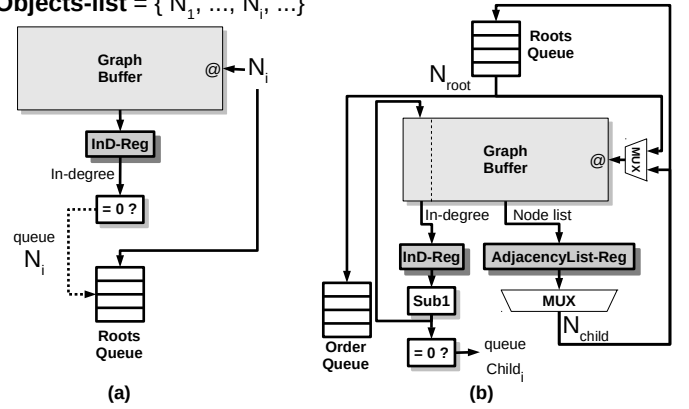 Objects-list = { N1, ..., Ni, ...}
Graph
Buffer
@
Ni
InD-Reg
In-degree
= 0 ?
queue
Ni
Roots
Queue
(a)
Roots
Queue
Nroot
Graph
Buffer
@
MUX
In-degree
Node list
InD-Reg
AdjacencyList-Reg
Sub1
MUX
Order
Queue
= 0 ?
queue
Childi
Nchild
(b)